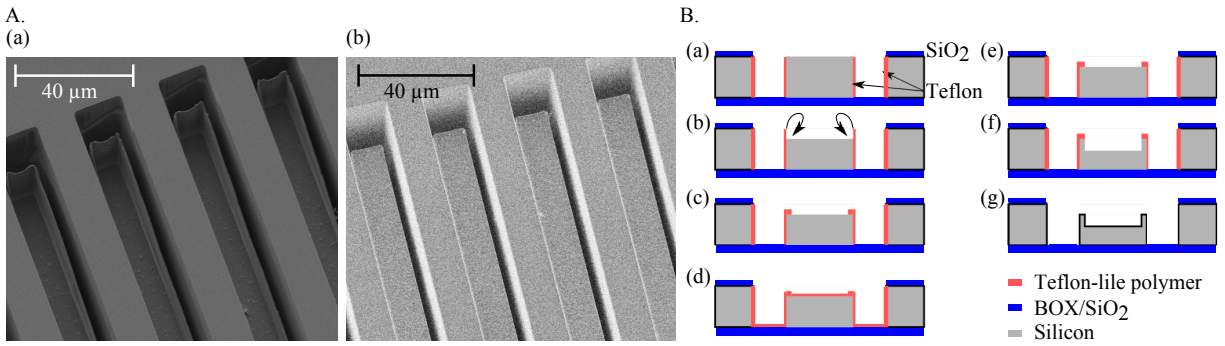 A.
(a)
(b)
40 µm
40 µm
B.
(a)
SiO2
Teflon
(b)
(c)
(d)
(e)
(f)
(g)
Teflon-lile polymer
BOX/SiO2
Silicon